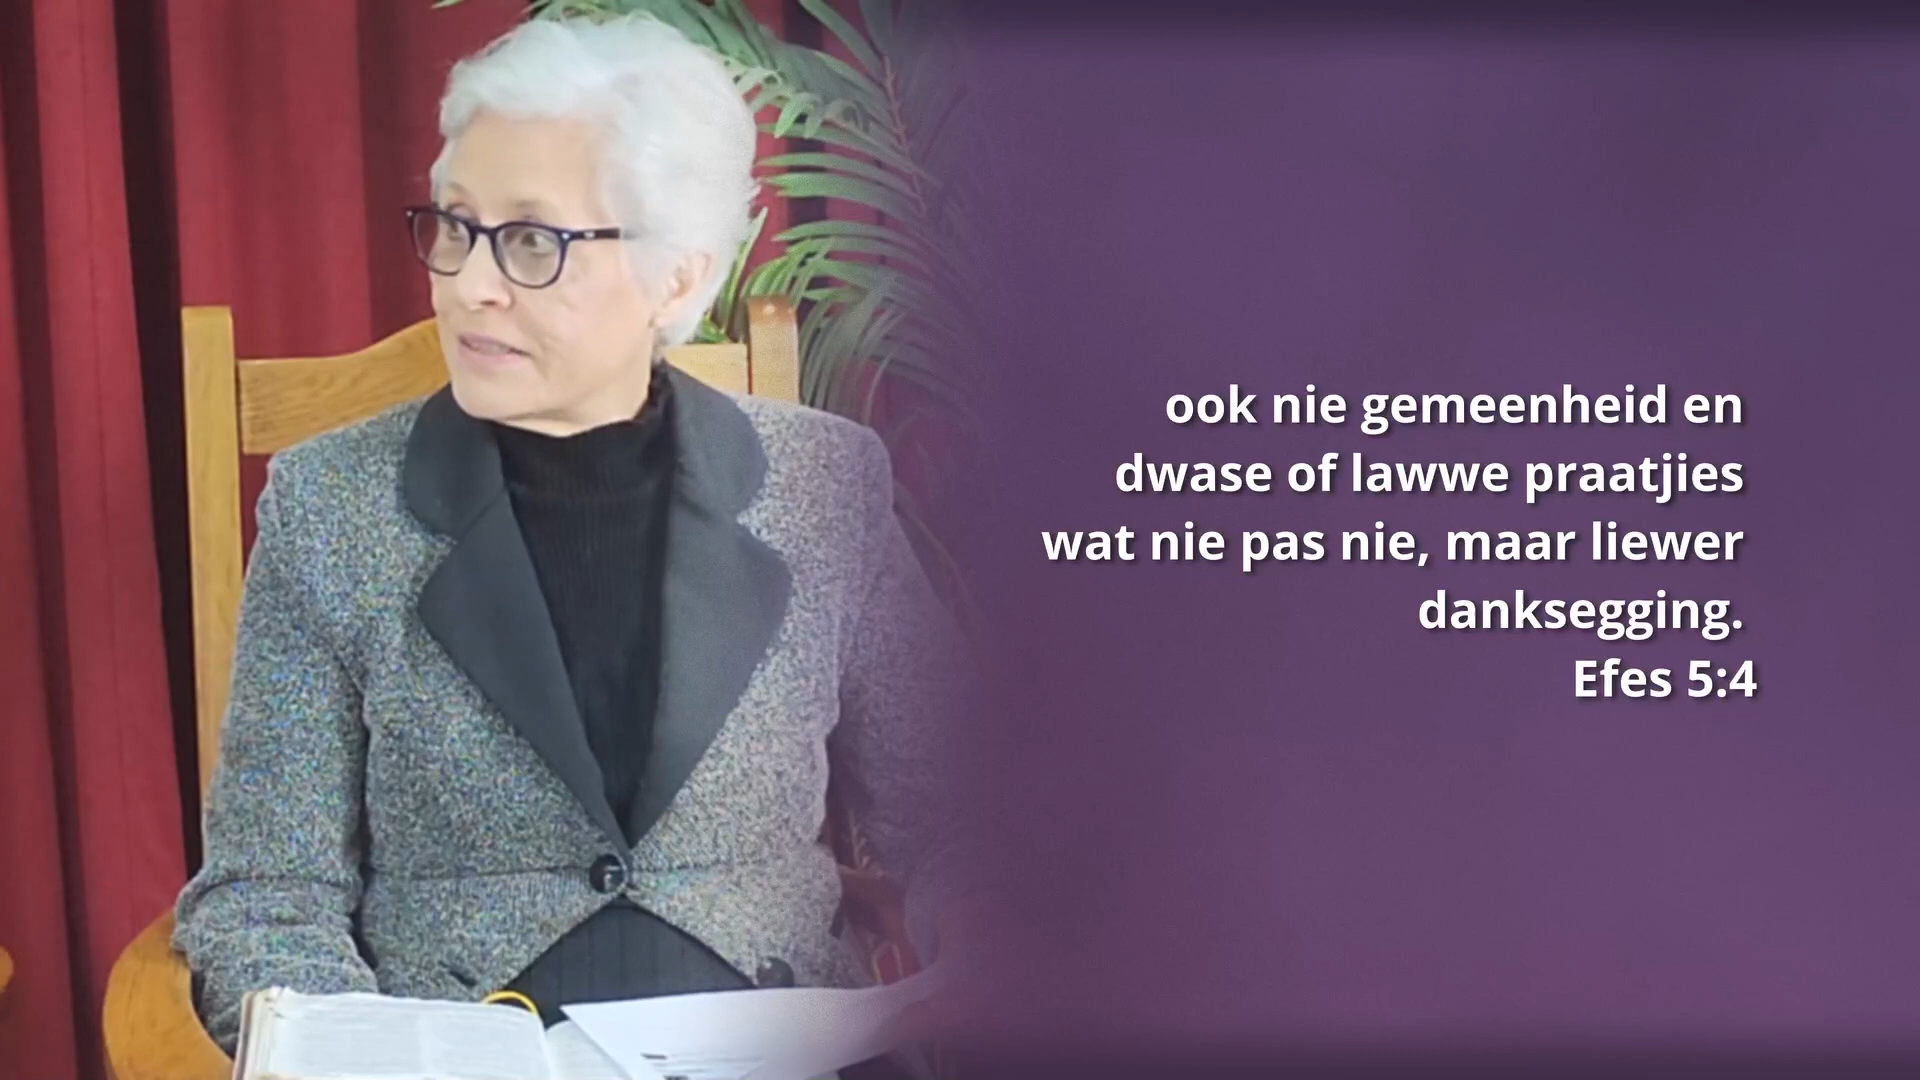 ook nie gemeenheid en
dwase of lawwe praatjies
wat nie pas nie, maar liewer
danksegging.
Efes 5:4